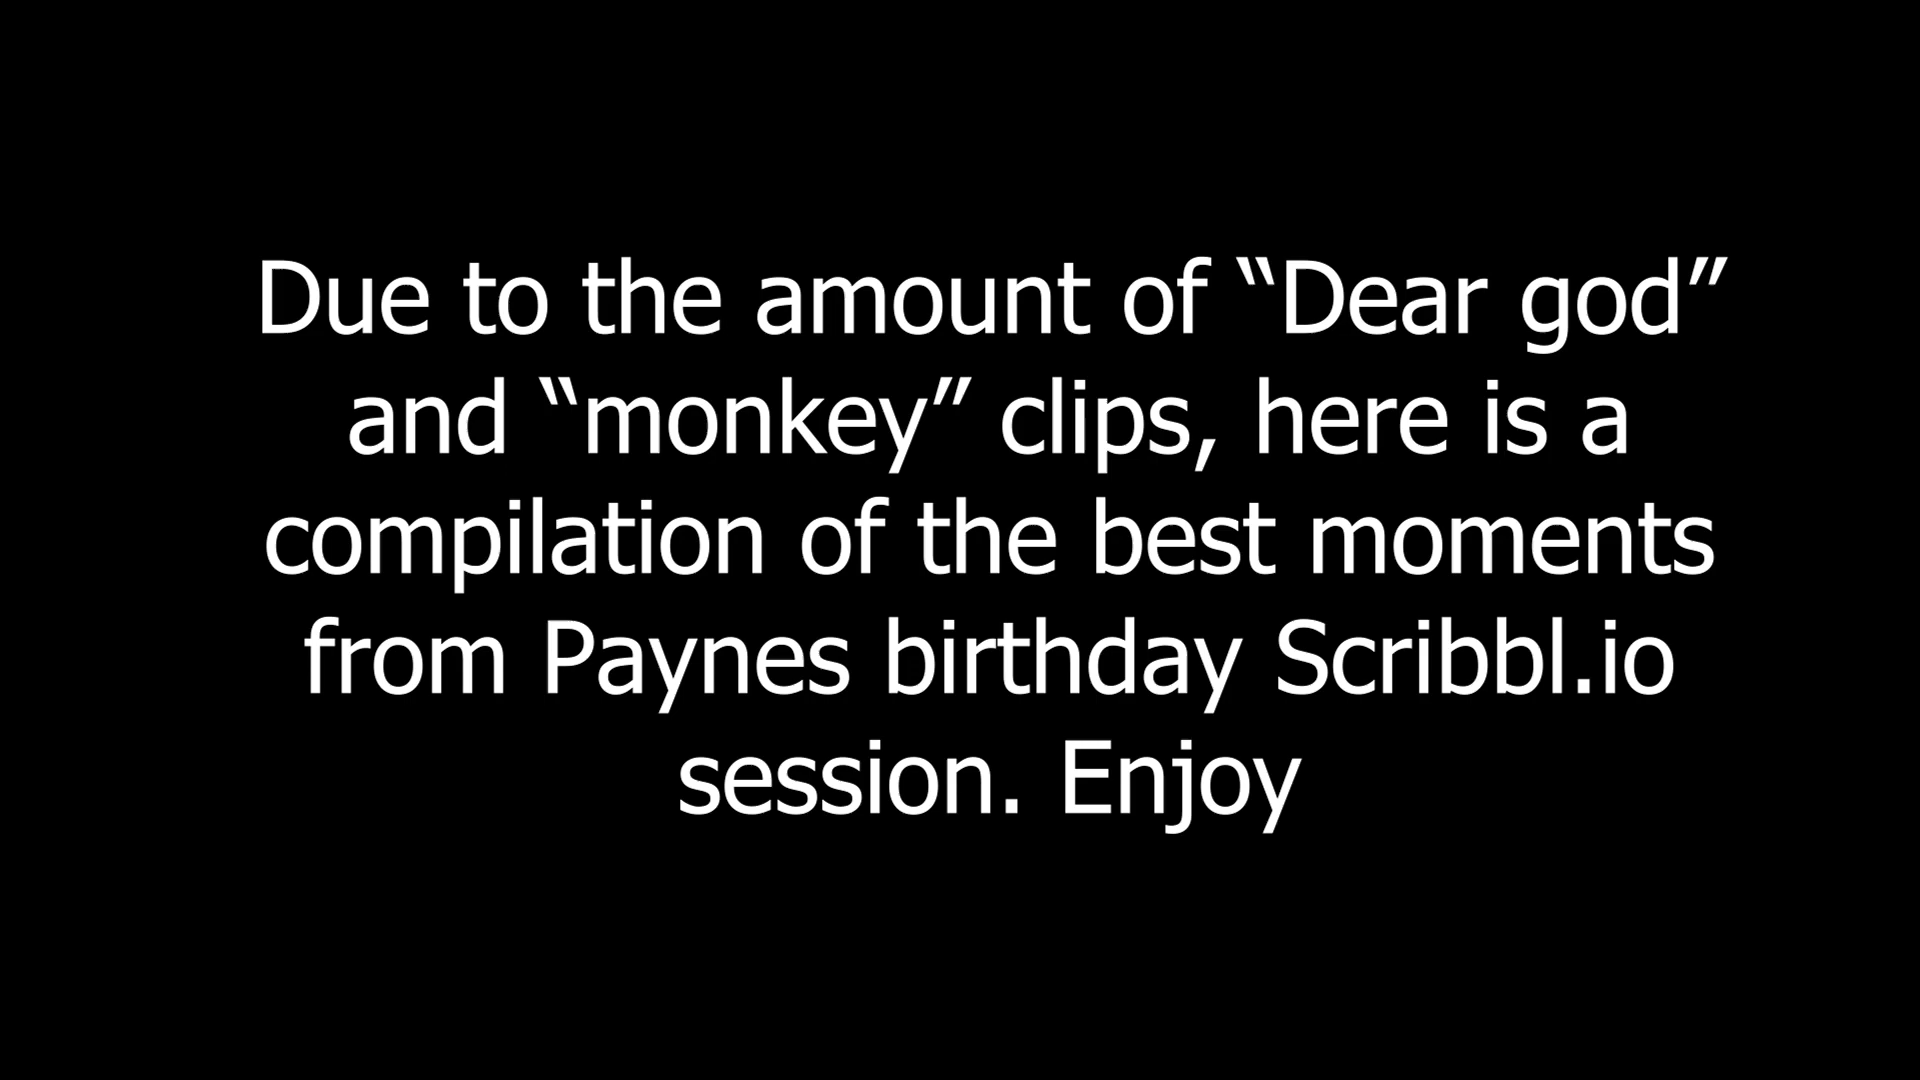 Due to the amount of “Dear god”
and “monkey” clips, here is a
compilation of the best moments
from Paynes birthday Scribbl.io
session. Enjoy